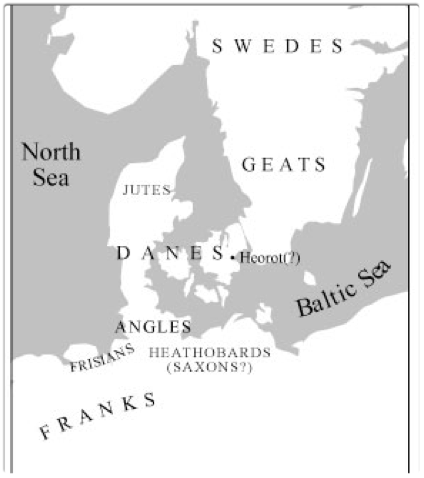 SWEDES
North
Sea
GEATS
JUTES
DANES
Heorot(?)
Baltic Sea
ANGLES
FRISIANS
HEATHOBARDS
(SAXONS?)
FRANKS